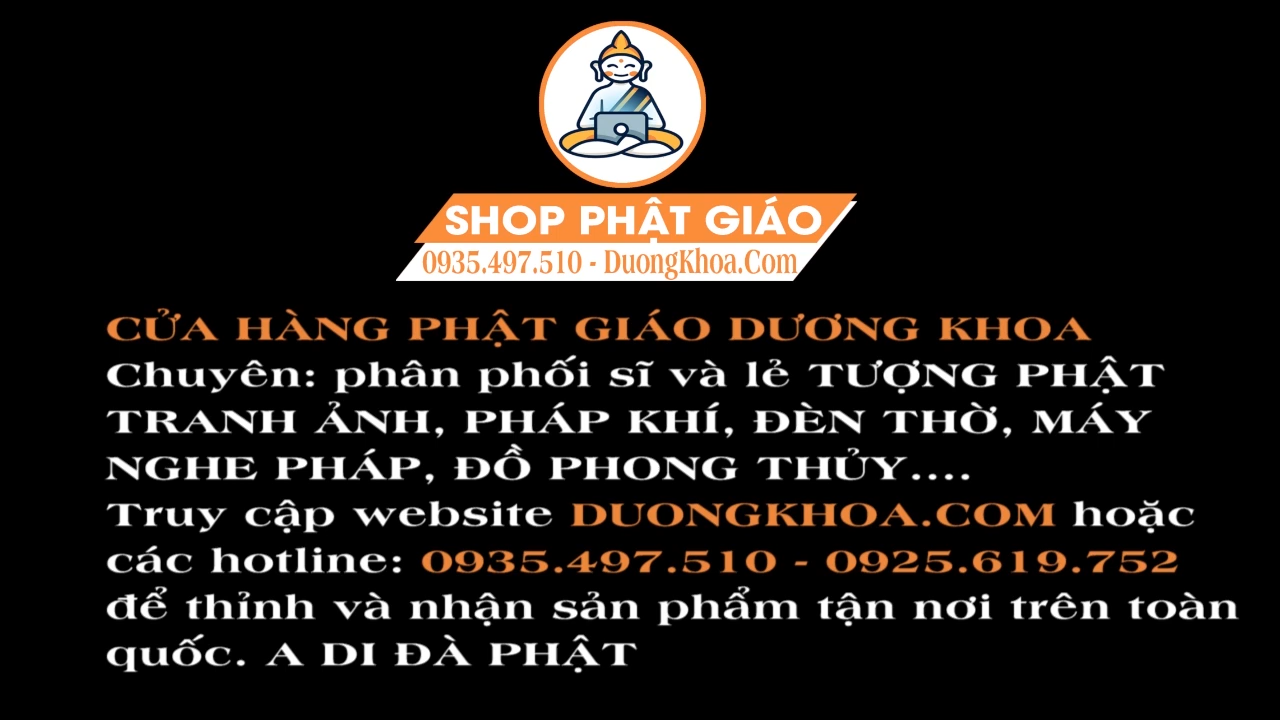 SHOP PHẬT GIÁO
0935.497.510 - DuongKhoa.Com
CỬA HÀNG PHẬT GIÁO DƯƠNG KHOA
Chuyên: phân phối sĩ và lẻ TƯỢNG PHẬT
TRANH ẢNH, PHÁP KHÍ, ĐÈN THỜ, MÁY
NGHE PHÁP, ĐỒ PHONG THỦY....
Truy cập website DUONGKHOA.COM hoặc
các hotline: 0935.497.510 - 0925.619.752
để thỉnh và nhận sản phẩm tận nơi trên toàn
quốc. A DI ĐÀ PHẬT